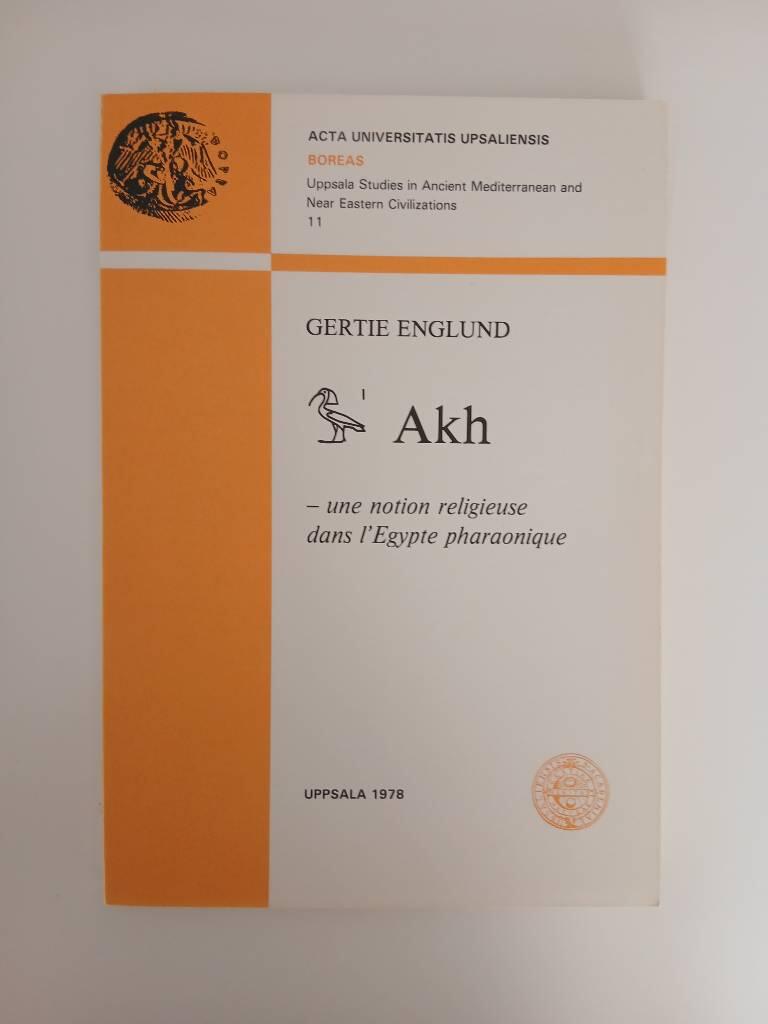 ACTA UNIVERSITATIS UPSALIENSIS
BOREAS
Uppsala Studies in Ancient Mediterranean and
Near Eastern Civilizations
11
GERTIE ENGLUND
Akh
– une notion religieuse
dans l'Egypte pharaonique
UPPSALA 1978